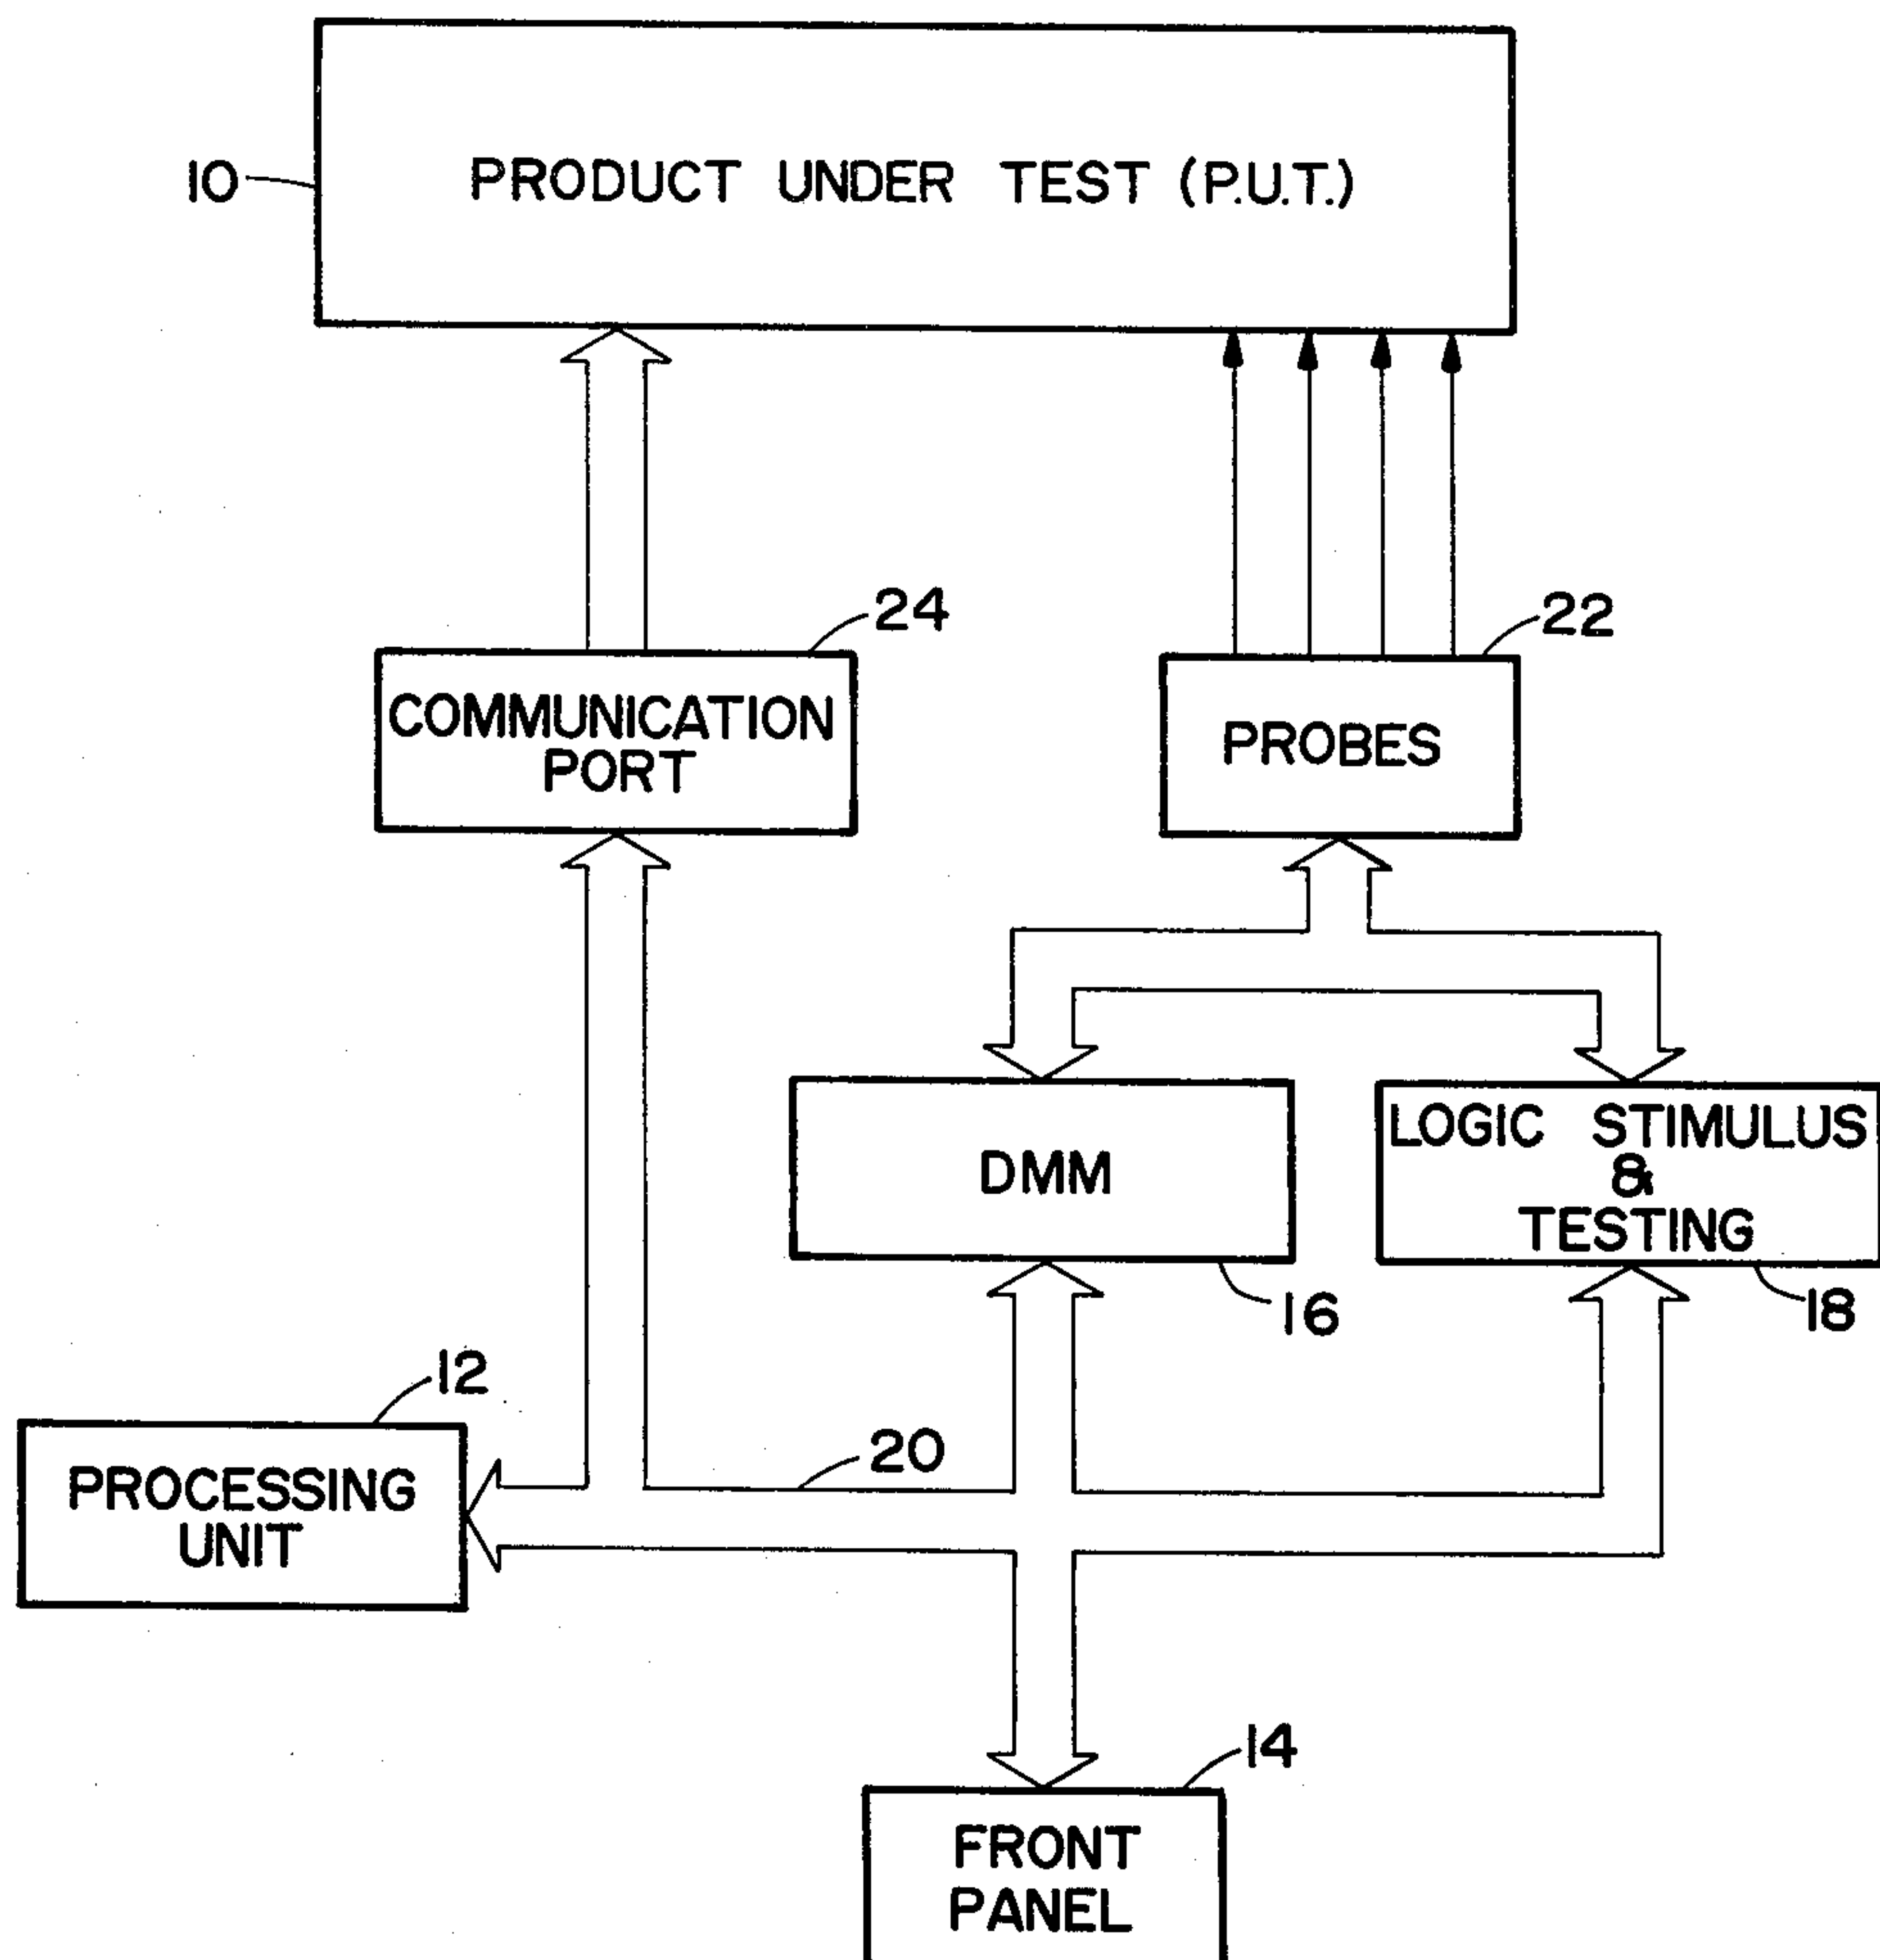 10
PRODUCT UNDER TEST (P.U.T.)
24
22
COMMUNICATION
PORT
PROBES
DMM
LOGIC STIMULUS
&
TESTING
16
18
12
PROCESSING
UNIT
20
14
FRONT
PANEL